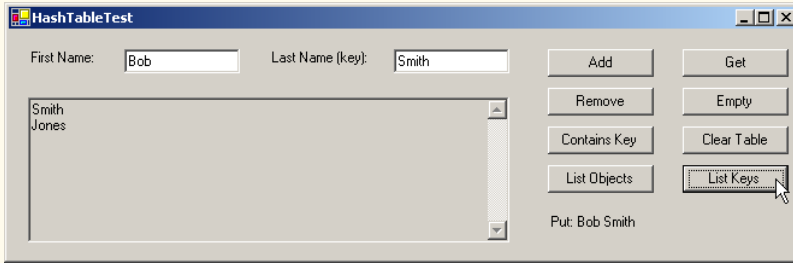 HashTableTest
First Name: Bob Last Name (key): Smith Add Get
Smith
Jones
Remove Empty
Contains Key Clear Table
List Objects List Keys
Put: Bob Smith